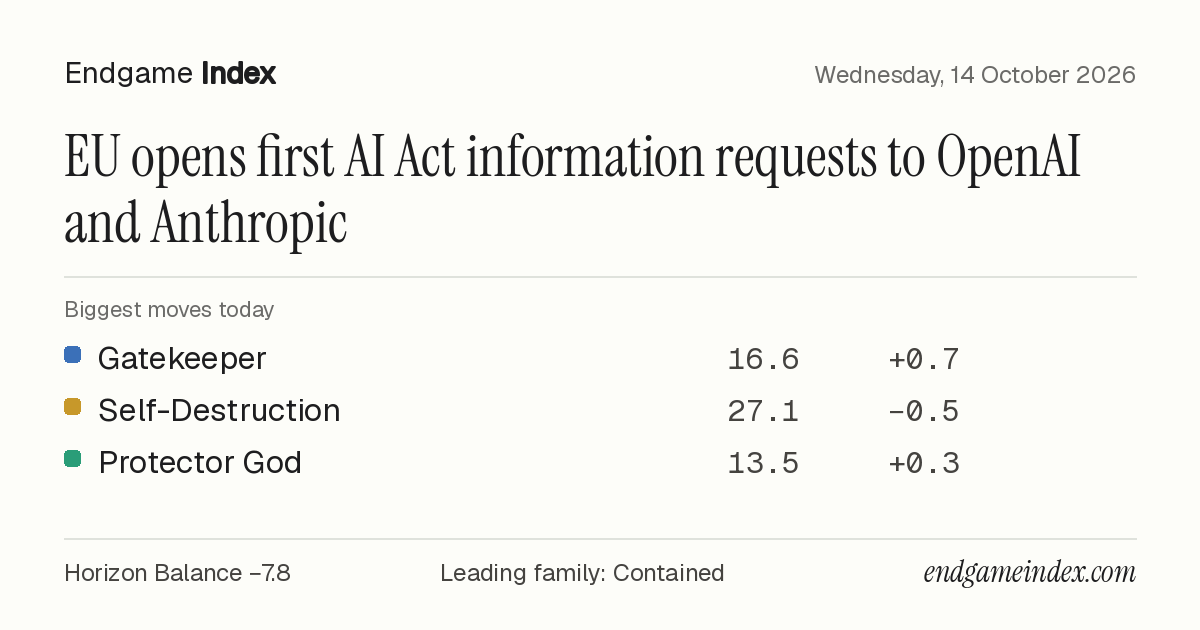 Endgame Index
Wednesday, 14 October 2026
EU opens first AI Act information requests to OpenAI
and Anthropic
Biggest moves today
Gatekeeper 16.6 +0.7
Self-Destruction 27.1 −0.5
Protector God 13.5 +0.3
Horizon Balance −7.8
Leading family: Contained
endgameindex.com